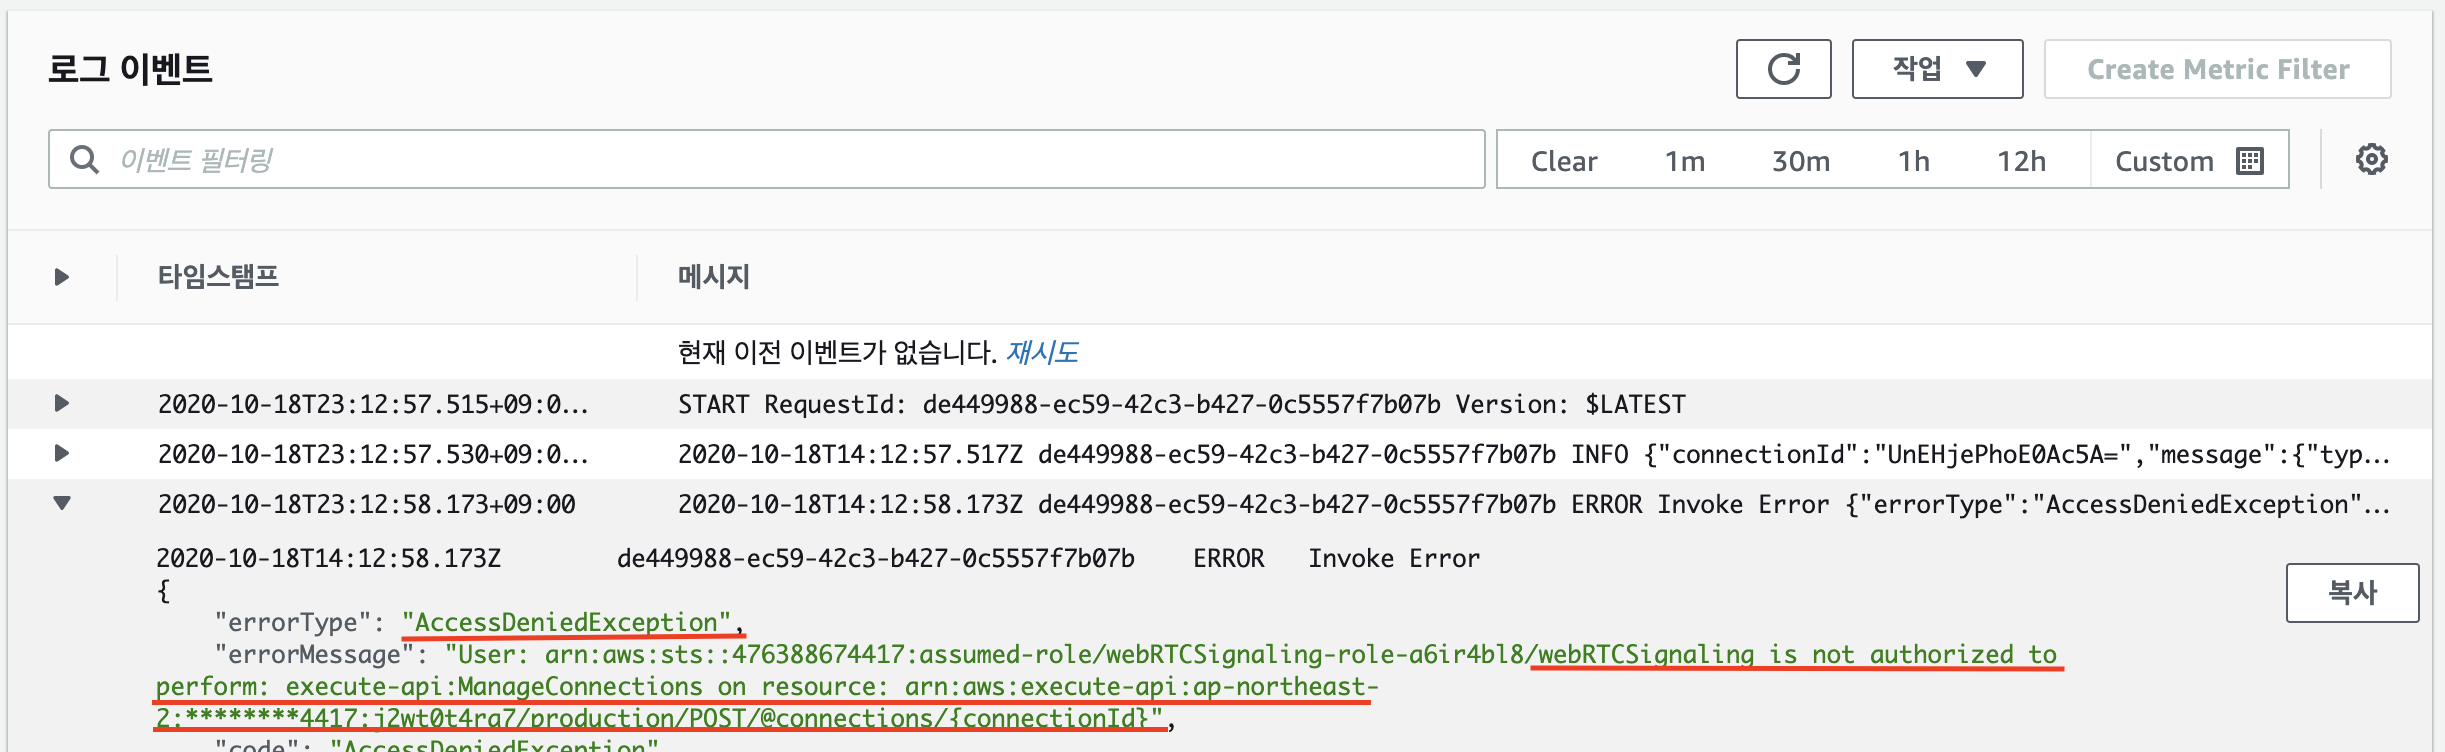 로그 이벤트
작업
Create Metric Filter
이벤트 필터링
Clear 1m 30m 1h 12h Custom
타임스탬프 메시지
현재 이전 이벤트가 없습니다. 재시도
2020-10-18T23:12:57.515+09:0... START RequestId: de449988-ec59-42c3-b427-0c5557f7b07b Version: $LATEST
2020-10-18T23:12:57.530+09:0... 2020-10-18T14:12:57.517Z de449988-ec59-42c3-b427-0c5557f7b07b INFO {"connectionId":"UnEHjePhoE0Ac5A=","message":{"typ...
2020-10-18T23:12:58.173+09:00 2020-10-18T14:12:58.173Z de449988-ec59-42c3-b427-0c5557f7b07b ERROR Invoke Error {"errorType":"AccessDeniedException"...
2020-10-18T14:12:58.173Z de449988-ec59-42c3-b427-0c5557f7b07b ERROR Invoke Error
복사
{
"errorType": "AccessDeniedException",
"errorMessage": "User: arn:aws:sts::476388674417:assumed-role/webRTCSignaling-role-a6ir4bl8/webRTCSignaling is not authorized to
perform: execute-api:ManageConnections on resource: arn:aws:execute-api:ap-northeast-
2:********4417:j2wt0t4ra7/production/POST/@connections/{connectionId}",
"code": "AccessDeniedException"